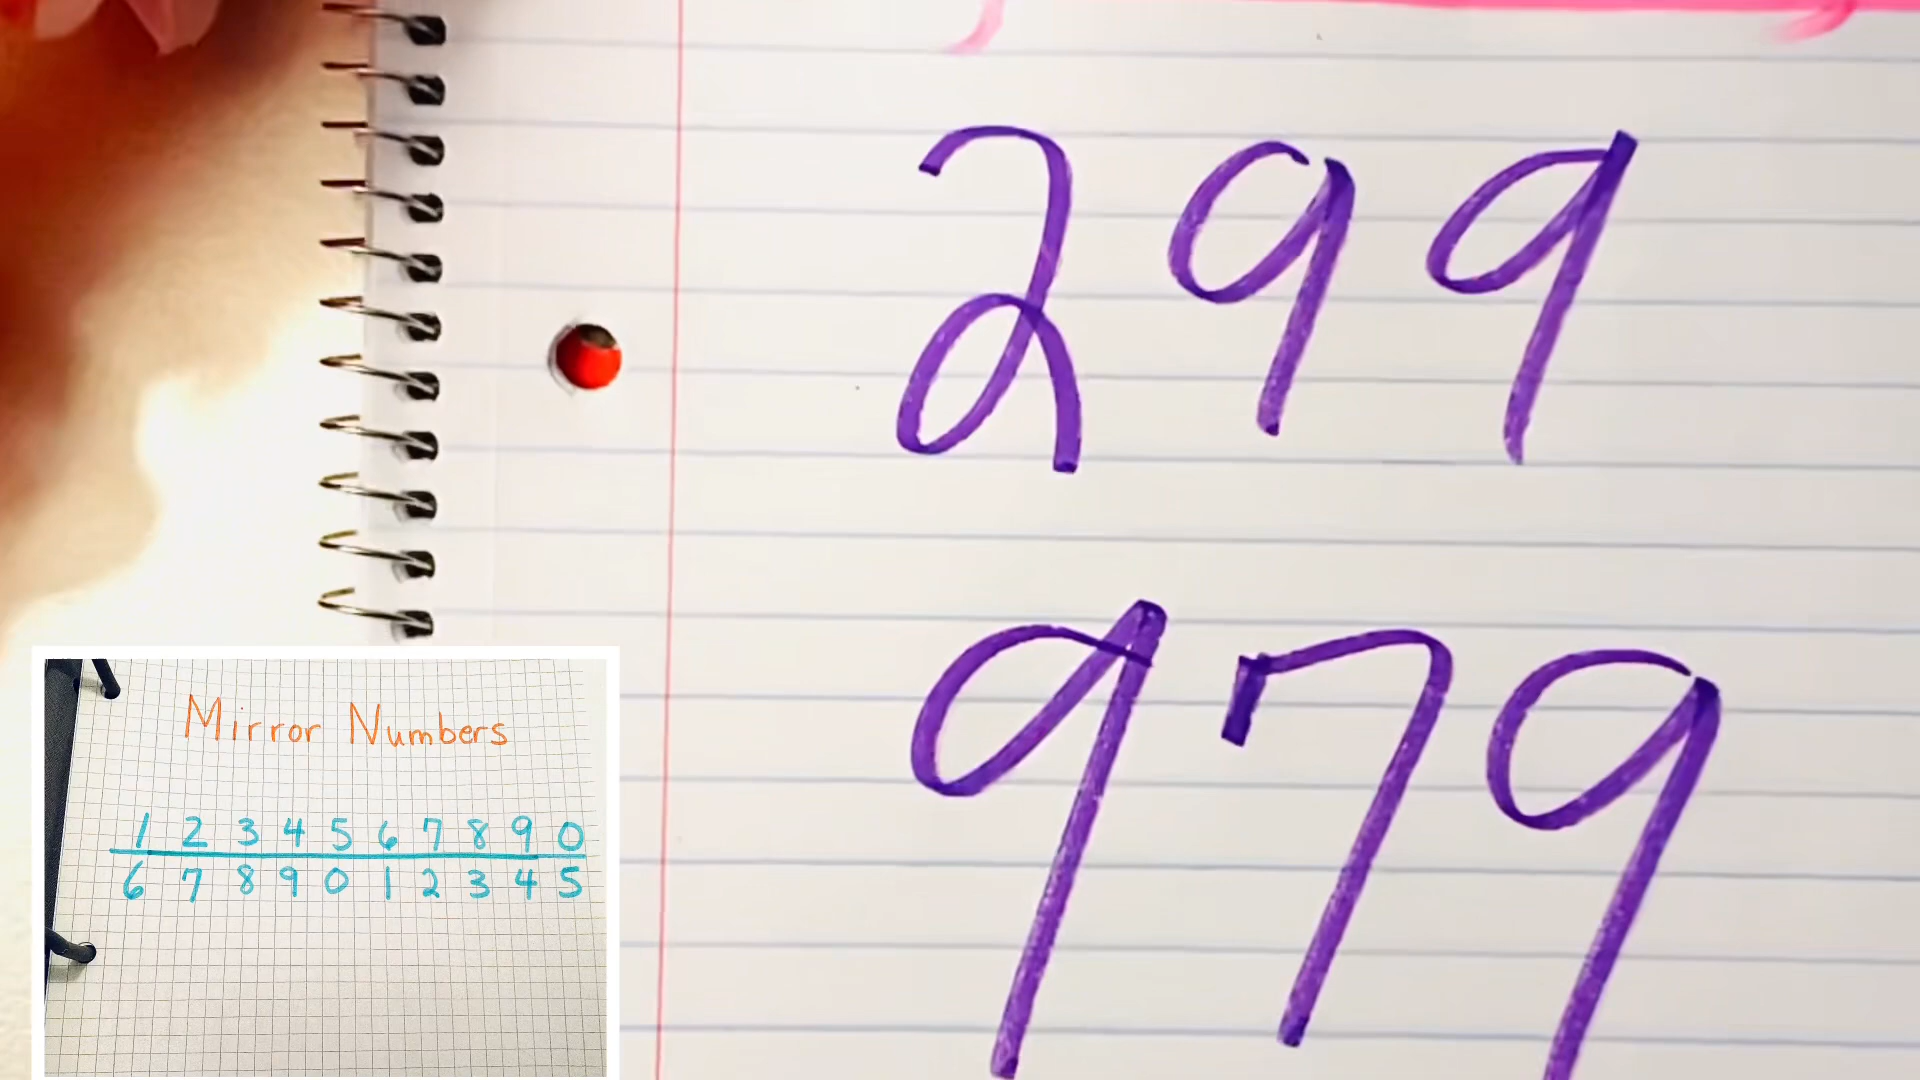 299
979
Mirror Numbers
1 2 3 4 5 6 7 8 9 0
6 7 8 9 0 1 2 3 4 5